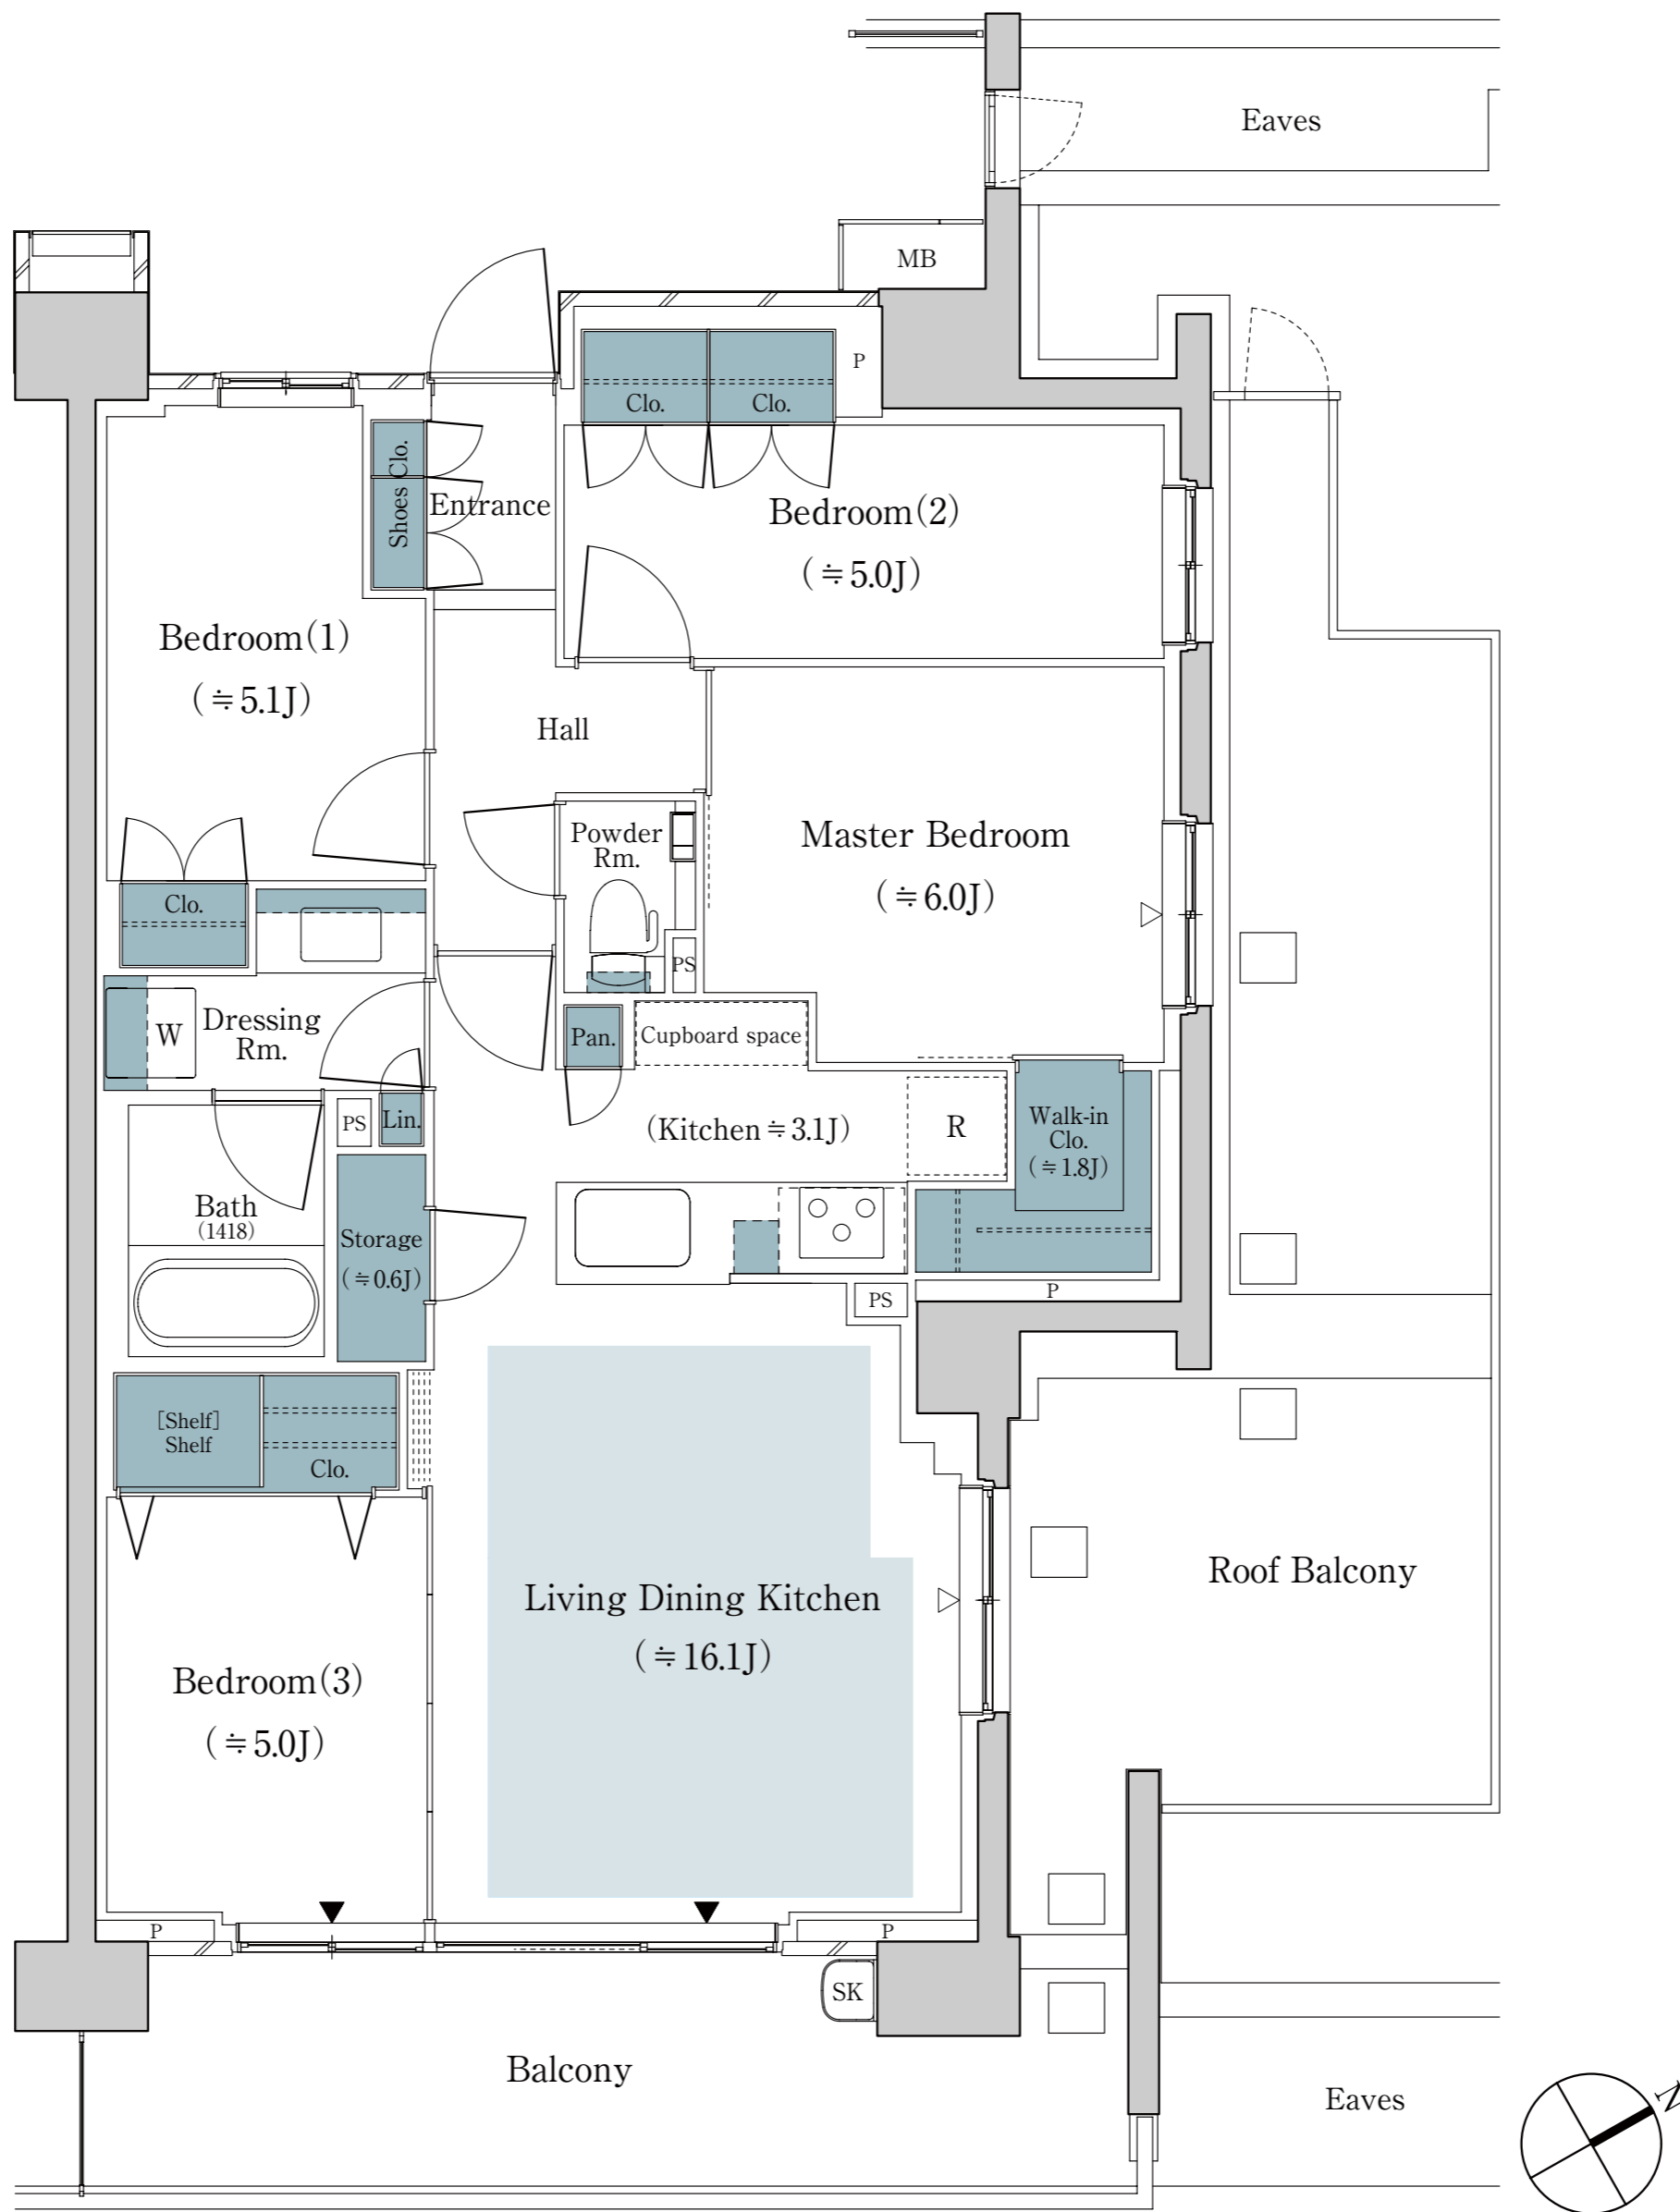 Eaves
MB
P
Clo.
Clo.
Shoes Clo.
Entrance
Bedroom(2)
(≒5.0J)
Bedroom(1)
(≒5.1J)
Hall
Powder
Rm.
Master Bedroom
(≒6.0J)
Clo.
PS
W
Dressing
Rm.
Pan.
Cupboard space
PS
Lin.
(Kitchen≒3.1J)
R
Walk-in
Clo.
(≒1.8J)
Bath
(1418)
Storage
(≒0.6J)
PS
P
[Shelf]
Shelf
Clo.
Living Dining Kitchen
(≒16.1J)
Roof Balcony
Bedroom(3)
(≒5.0J)
P
P
SK
Balcony
Eaves
N